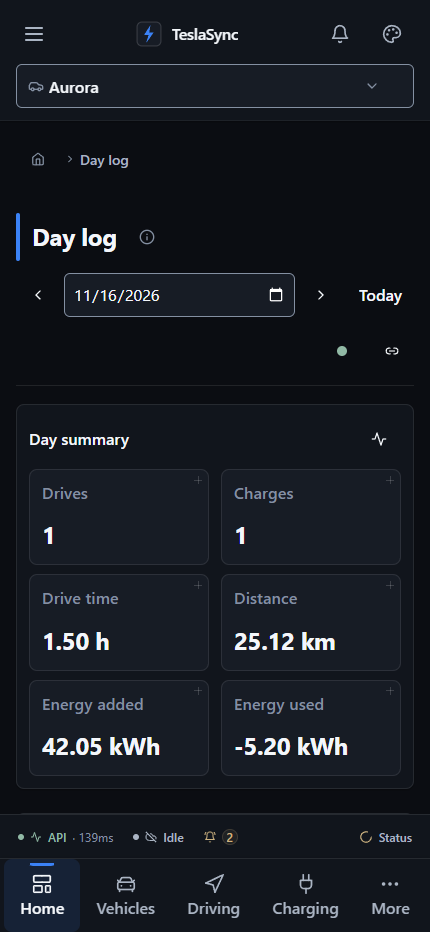 TeslaSync
Aurora
Day log
Day log
11/16/2026
Today
Day summary
Drives
Charges
1
1
Drive time
Distance
1.50 h
25.12 km
Energy added
Energy used
42.05 kWh
-5.20 kWh
API · 139ms Idle 2 Status
Home Vehicles Driving Charging More